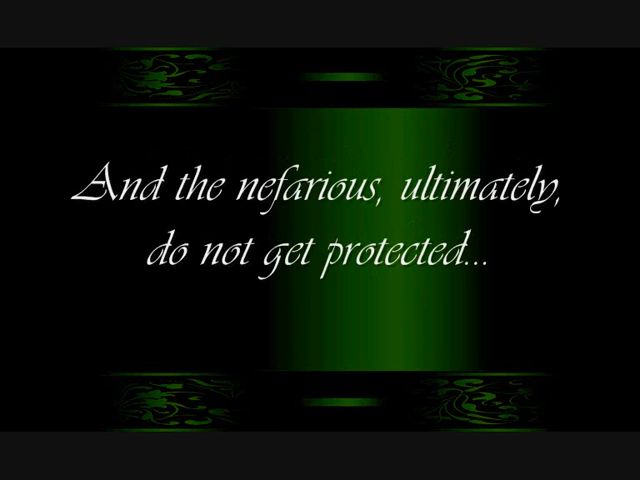 And the nefarious, ultimately,
do not get protected...